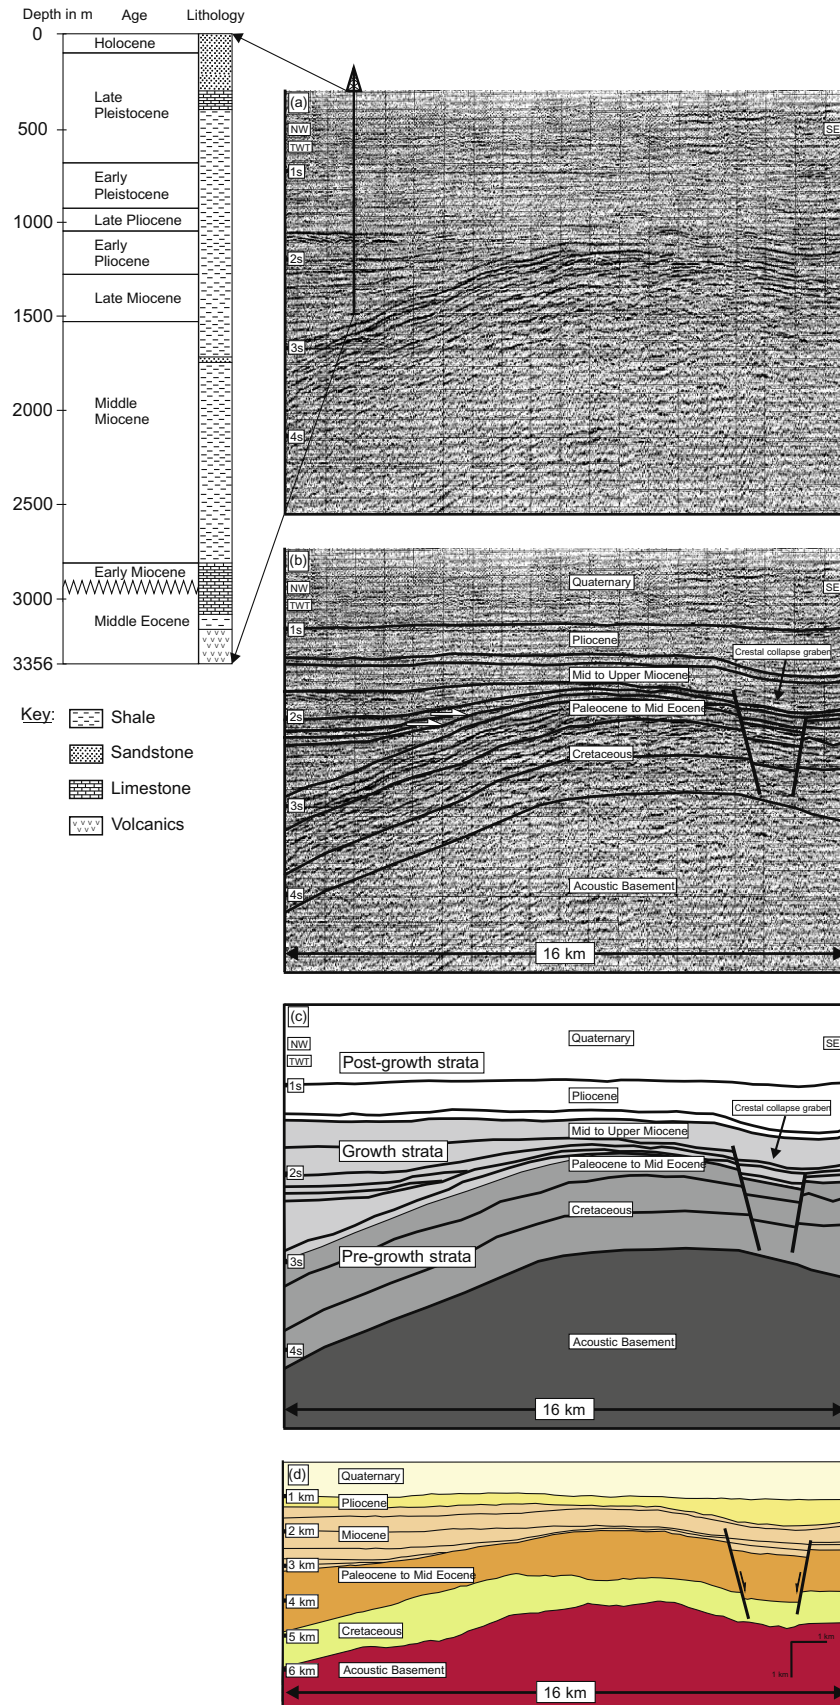 Depth in m Age Lithology
0
Holocene
Late
Pleistocene
500
Early
Pleistocene
Late Pliocene
1000
Early
Pliocene
Late Miocene
1500
Middle
Miocene
2000
2500
Early Miocene
3000
Middle Eocene
3356
Key:
Shale
Sandstone
Limestone
Volcanics
(a)
NW SE
TWT
1s
2s
3s
4s
(b)
Quaternary
NW SE
TWT
1s
Pliocene
Crestal collapse graben
Mid to Upper Miocene
Paleocene to Mid Eocene
2s
Cretaceous
3s
Acoustic Basement
4s
16 km
(c)
Quaternary
NW SE
TWT
Post-growth strata
1s
Pliocene
Crestal collapse graben
Mid to Upper Miocene
Growth strata
Paleocene to Mid Eocene
2s
Cretaceous
Pre-growth strata
3s
Acoustic Basement
4s
16 km
(d)
Quaternary
1 km
Pliocene
2 km
Miocene
3 km
Paleocene to Mid Eocene
4 km
Cretaceous
5 km
1 km
1 km
Acoustic Basement
6 km
16 km